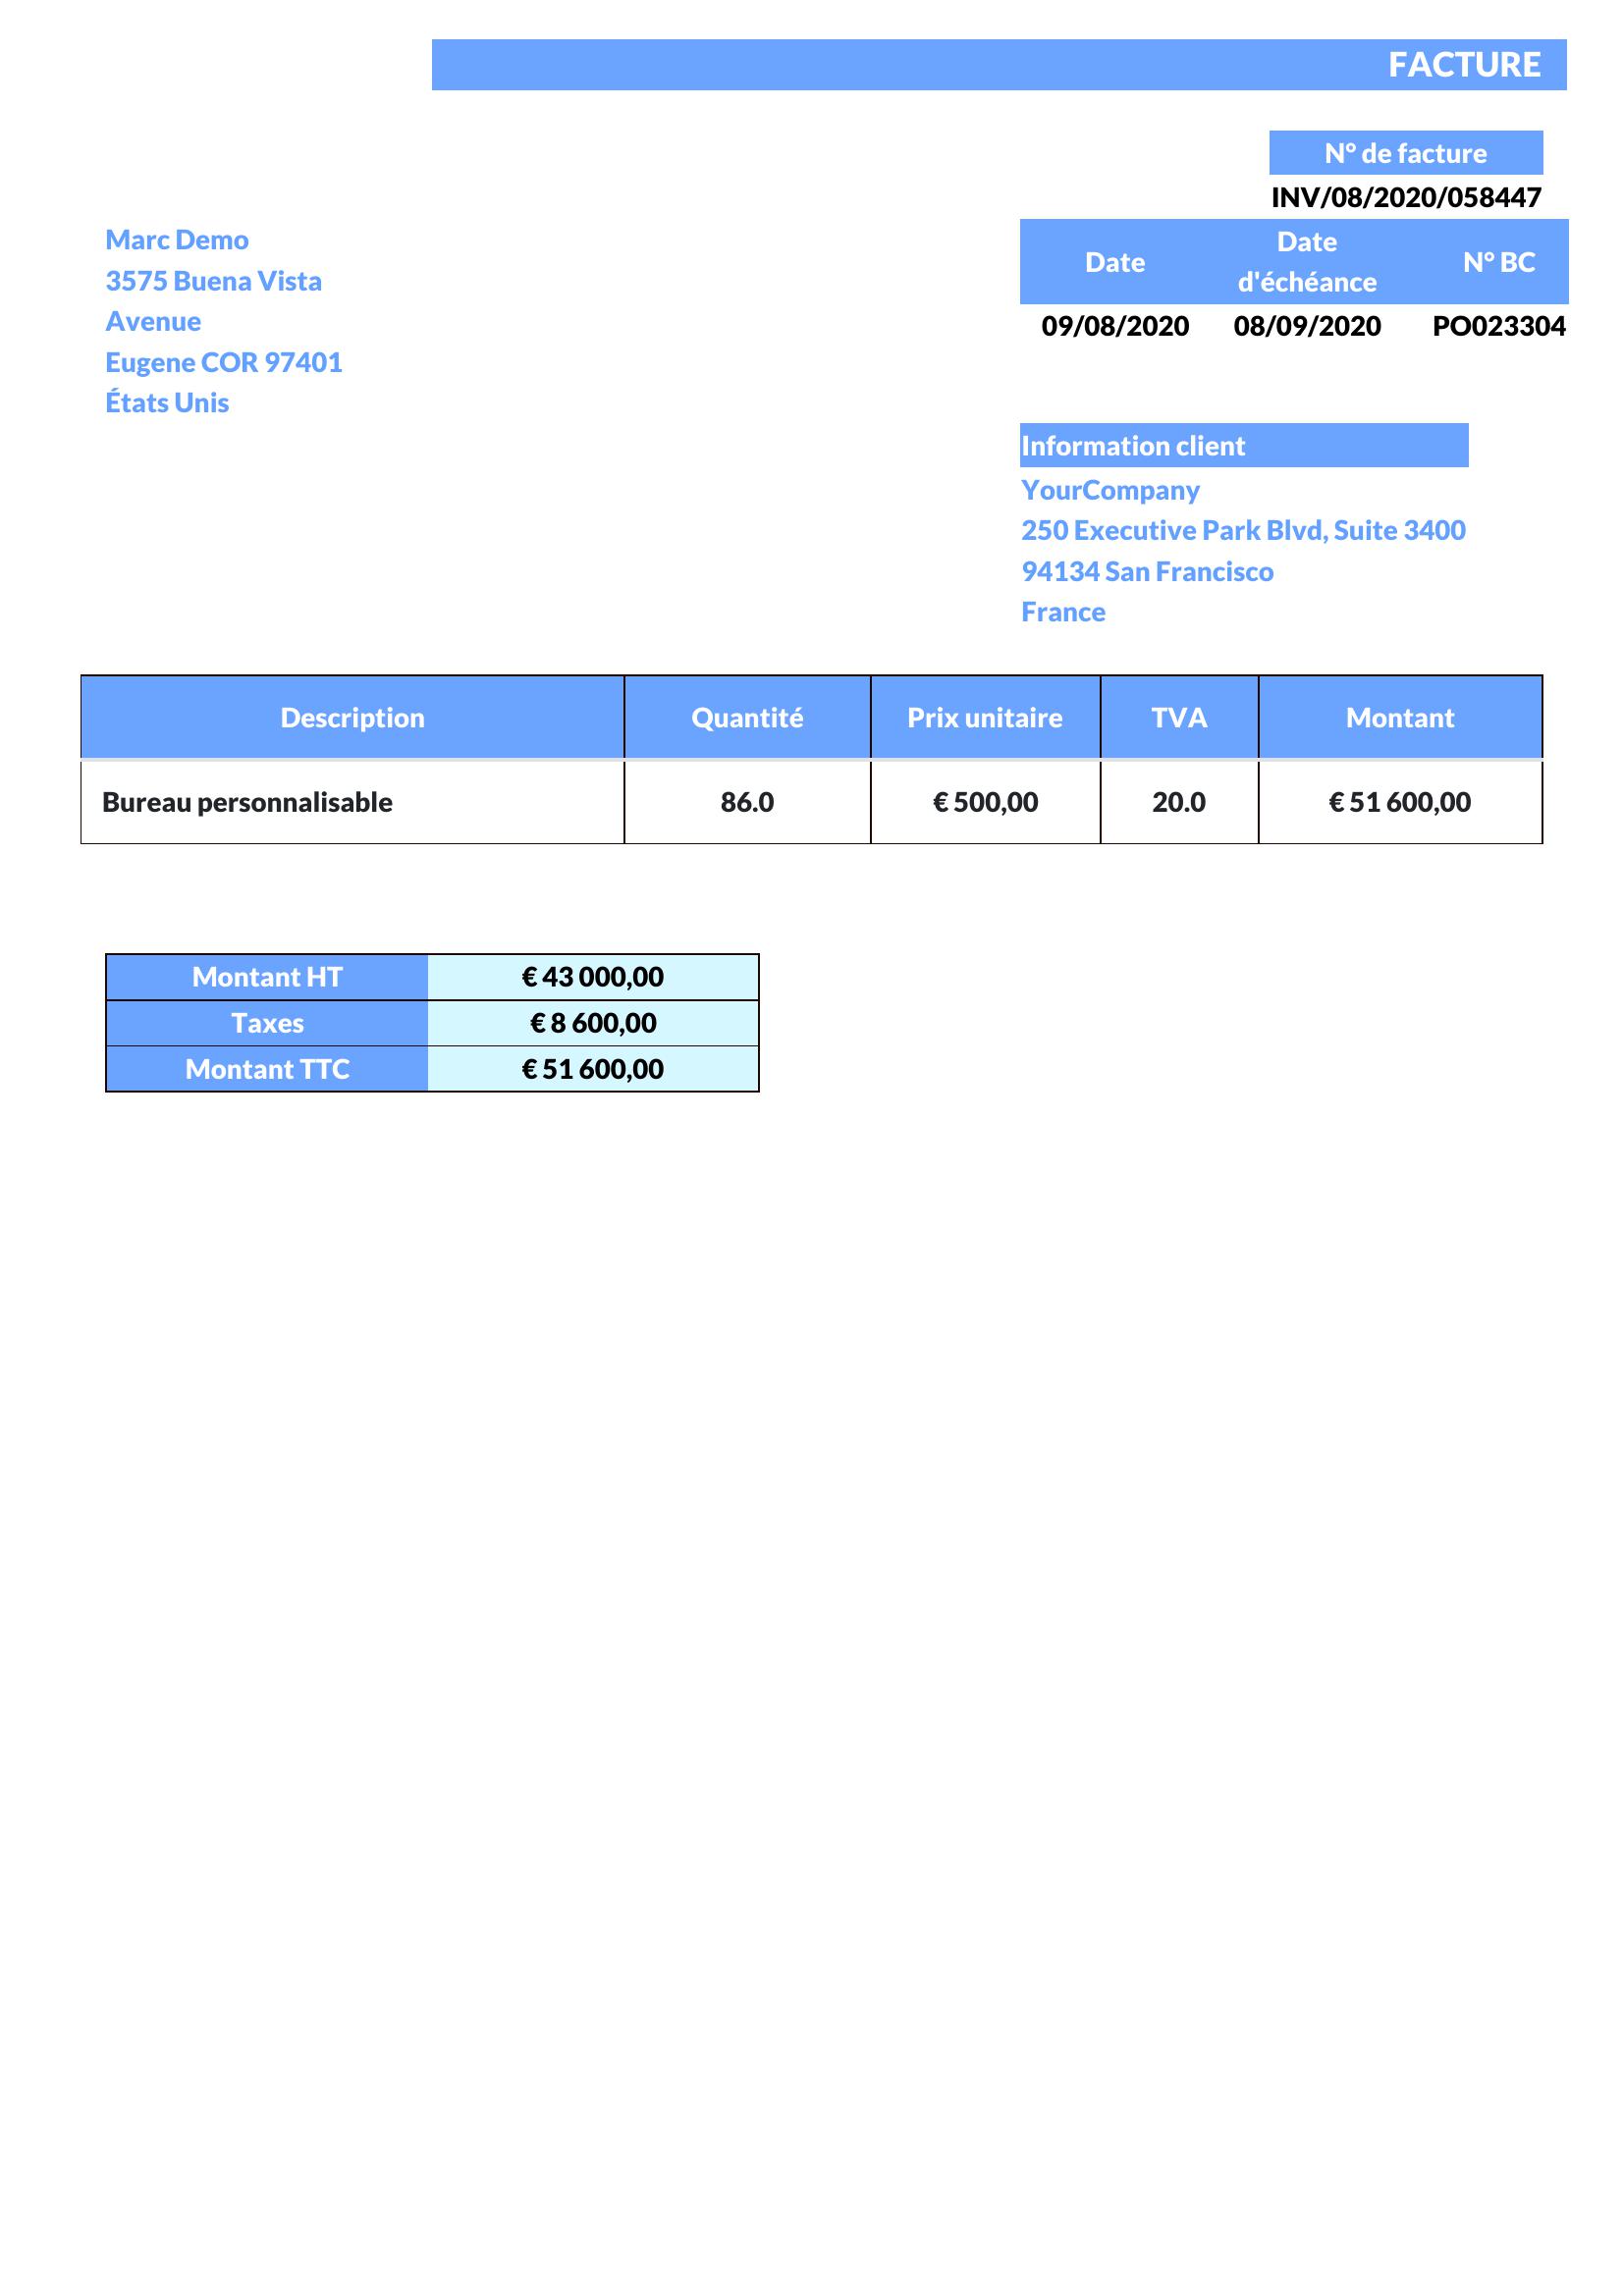 FACTURE
N° de facture
INV/08/2020/058447
Marc Demo
3575 Buena Vista
Avenue
Eugene COR 97401
États Unis
Date Date d'échéance N° BC
09/08/2020 08/09/2020 PO023304
Information client
YourCompany
250 Executive Park Blvd, Suite 3400
94134 San Francisco
France
Description Quantité Prix unitaire TVA Montant
Bureau personnalisable 86.0 € 500,00 20.0 € 51 600,00
Montant HT € 43 000,00
Taxes € 8 600,00
Montant TTC € 51 600,00